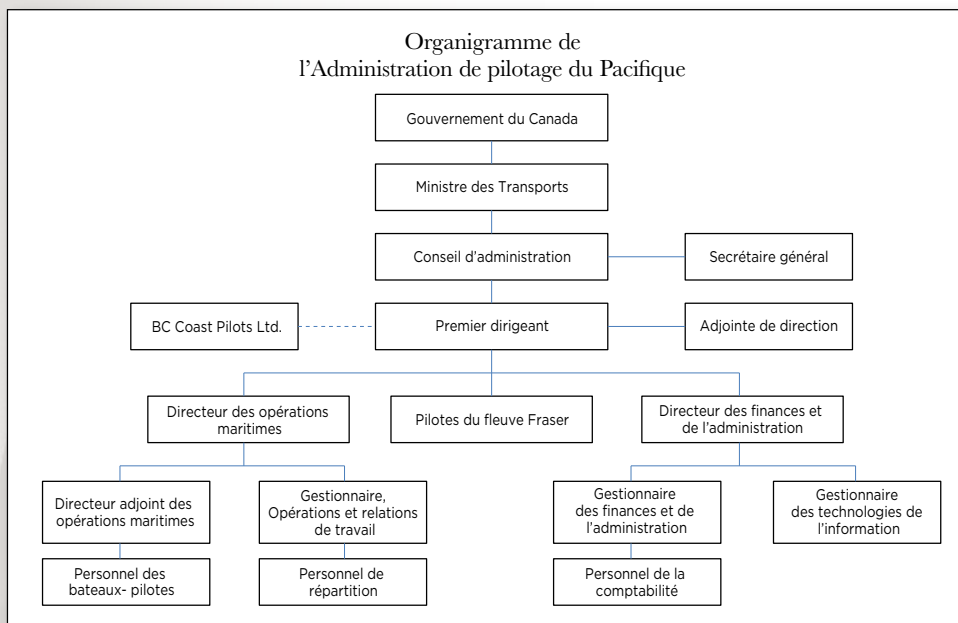 Organigramme de
l'Administration de pilotage du Pacifique
Gouvernement du Canada
Ministre des Transports
Conseil d'administration
Secrétaire général
BC Coast Pilots Ltd.
Premier dirigeant
Adjointe de direction
Directeur des opérations
maritimes
Pilotes du fleuve Fraser
Directeur des finances et
de l'administration
Directeur adjoint des
opérations maritimes
Gestionnaire,
Opérations et relations
de travail
Gestionnaire
des finances et de
l'administration
Gestionnaire
des technologies de
l'information
Personnel des
bateaux- pilotes
Personnel de
répartition
Personnel de la
comptabilité